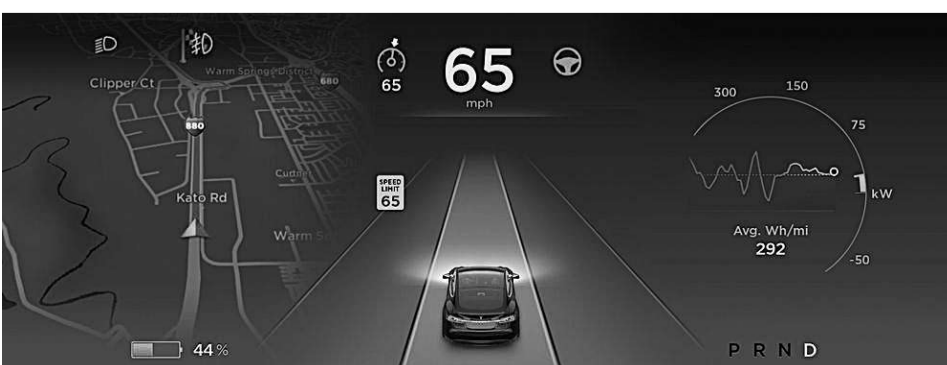 Clipper Ct
Warm Springs District
680
880
Kato Rd
Warm S
44%
65
65
mph
SPEED
LIMIT
65
300
150
75
1
kW
-50
Avg. Wh/mi
292
P R N D